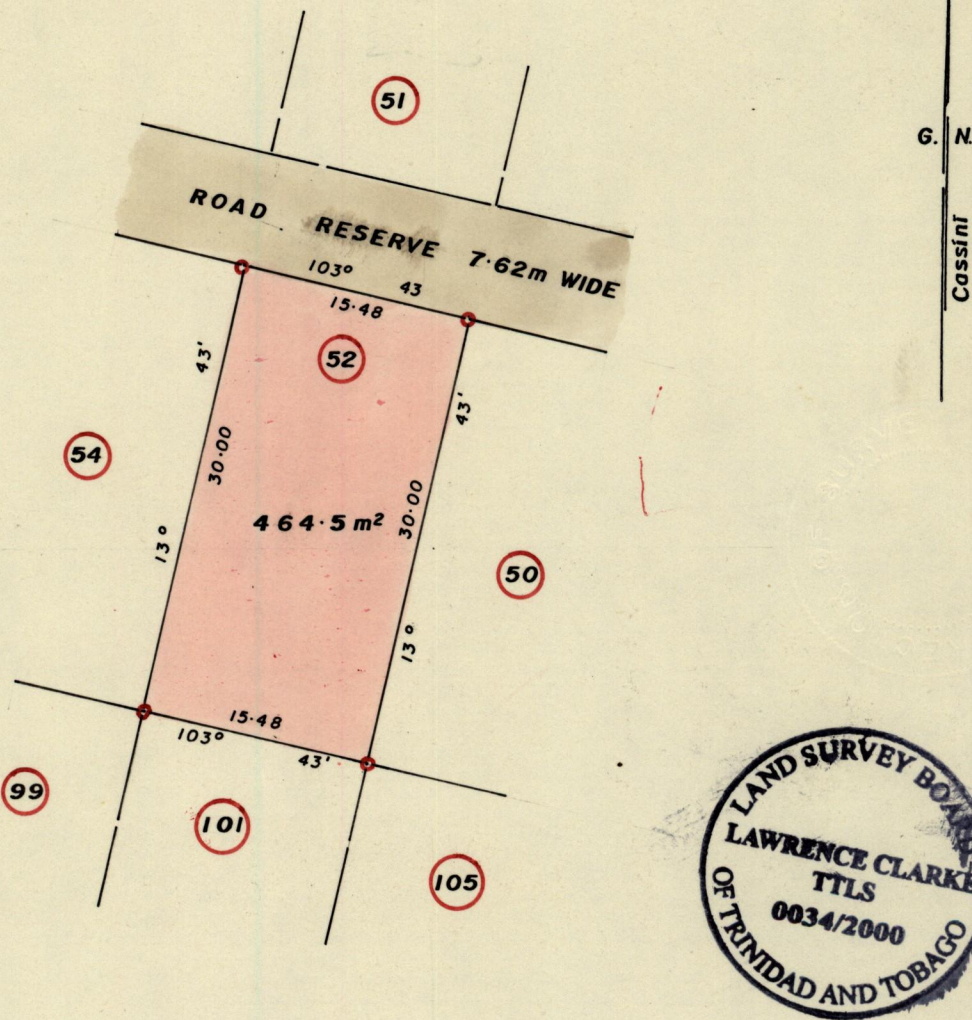 51
G. N.
Cassini
ROAD RESERVE 7·62m WIDE
103° 43
15·48
52
43'
30·00
13°
43'
30·00
13°
54
464·5 m²
50
15·48
103° 43'
99
101
105
LAND SURVEY BOARD
LAWRENCE CLARKE
TTLS
0034/2000
OF TRINIDAD AND TOBAGO